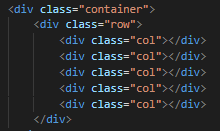 <div class="container">
    <div class="row">
        <div class="col"></div>
        <div class="col"></div>
        <div class="col"></div>
        <div class="col"></div>
        <div class="col"></div>
    </div>